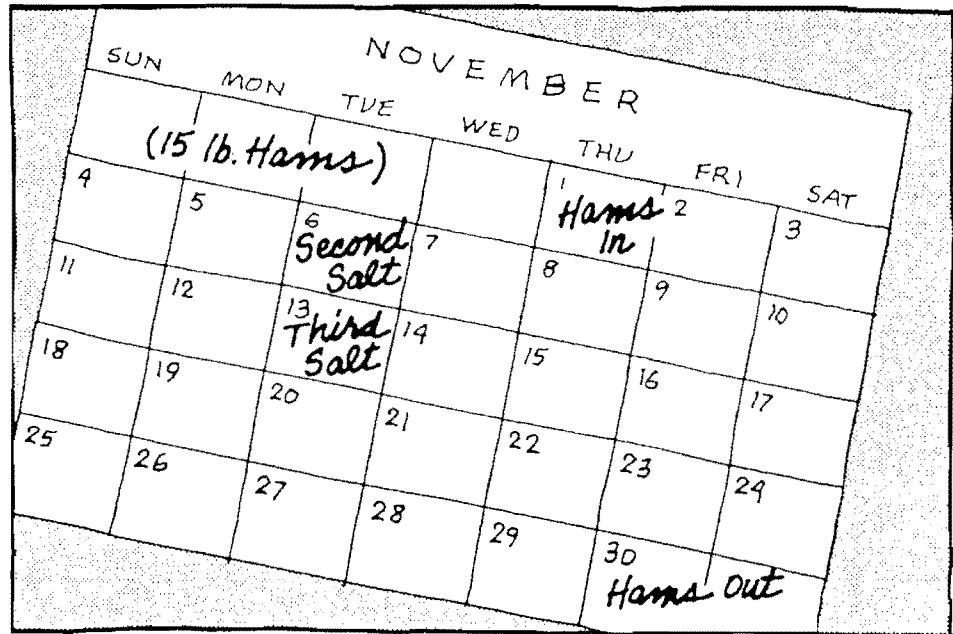 NOVEMBER
SUN MON TUE WED THU FRI SAT
(15 lb. Hams)
1 2 3
Hams
In
4 5 6 7 8 9 10
Second
Salt
11 12 13 14 15 16 17
Third
Salt
18 19 20 21 22 23 24
25 26 27 28 29 30
Hams Out